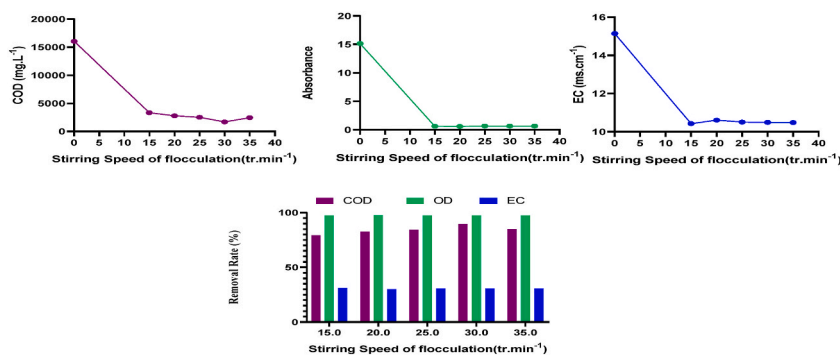 COD (mg.L-1)
20000
15000
10000
5000
0
0 5 10 15 20 25 30 35 40
Stirring Speed of flocculation(tr.min-1)
Absorbance
20
15
10
5
0
0 5 10 15 20 25 30 35 40
Stirring Speed of flocculation(tr.min-1)
EC (ms.cm-1)
16
14
12
10
0 5 10 15 20 25 30 35 40
Stirring Speed of flocculation(tr.min-1)
COD OD EC
Removal Rate (%)
100
50
0
15.0 20.0 25.0 30.0 35.0
Stirring Speed of flocculation(tr.min-1)